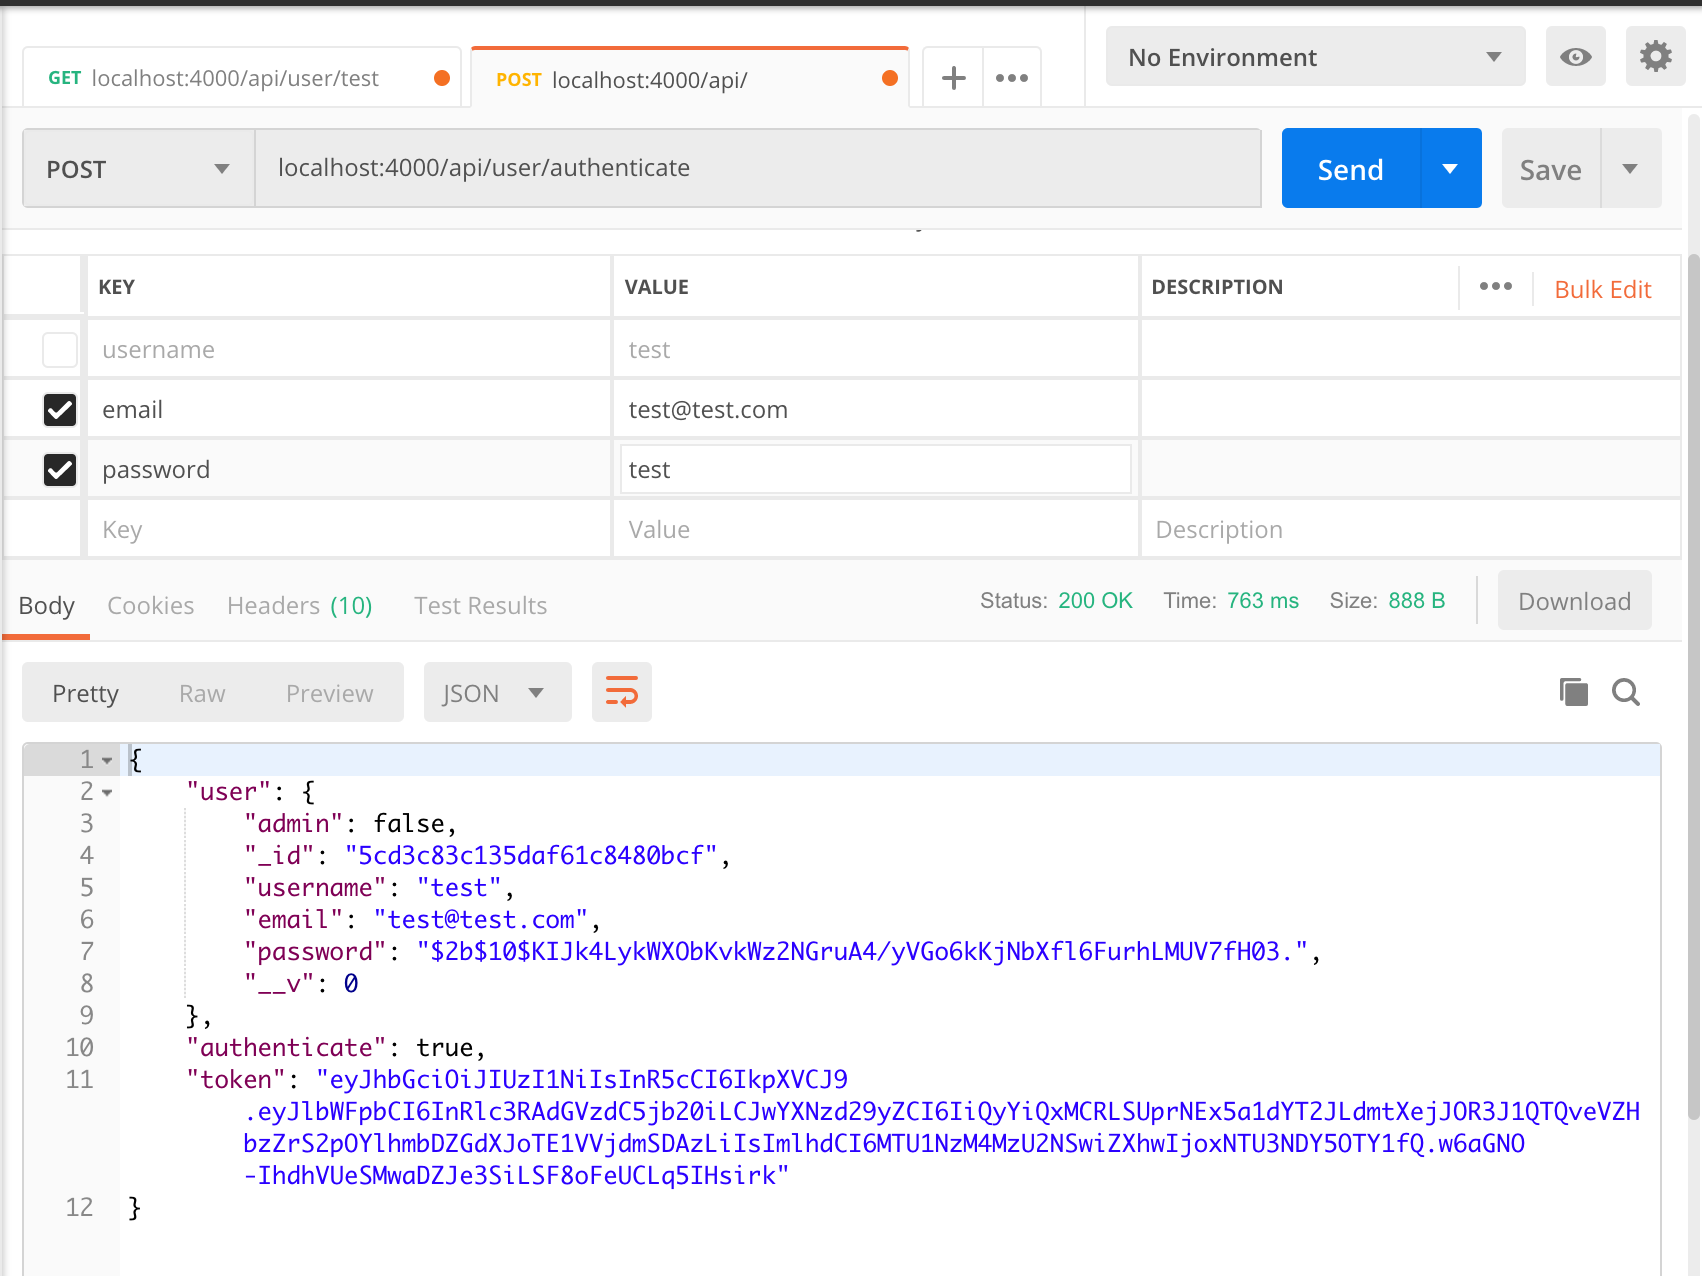 GET localhost:4000/api/user/test
POST localhost:4000/api/
No Environment
POST localhost:4000/api/user/authenticate Send Save
KEY VALUE DESCRIPTION Bulk Edit
username test
email test@test.com
password test
Key Value Description
Body Cookies Headers (10) Test Results Status: 200 OK Time: 763 ms Size: 888 B Download
Pretty Raw Preview JSON
1 {
2 "user": {
3 "admin": false,
4 "_id": "5cd3c83c135daf61c8480bcf",
5 "username": "test",
6 "email": "test@test.com",
7 "password": "$2b$10$KIJk4LykWXObKvkWz2NGruA4/yVGo6kKjNbXfl6FurhLMUV7fH03.",
8 "__v": 0
9 },
10 "authenticate": true,
11 "token": "eyJhbGciOiJIUzI1NiIsInR5cCI6IkpXVCJ9
.eyJlbWFpbCI6InRlc3RAdGVzdC5jb20iLCJwYXNzd29yZCI6IiQyYiQxMCRLSUprNEx5a1dYT2JLdmtXejJOR3J1QTQveVZH
bzZrS2pOYlhmbDZGdXJoTE1VVjdmSDAzLiIsImlhdCI6MTU1NzM4MzU2NSwiZXhwIjoxNTU3NDY5OTY1fQ.w6aGNO
-IhdhVUeSMwaDZJe3SiLSF8oFeUCLq5IHsirk"
12 }